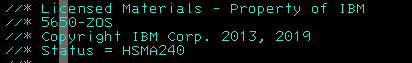 //* Licensed Materials - Property of IBM
//* 5650-ZOS
//* Copyright IBM Corp. 2013, 2019
//* Status = HSMA240
//*